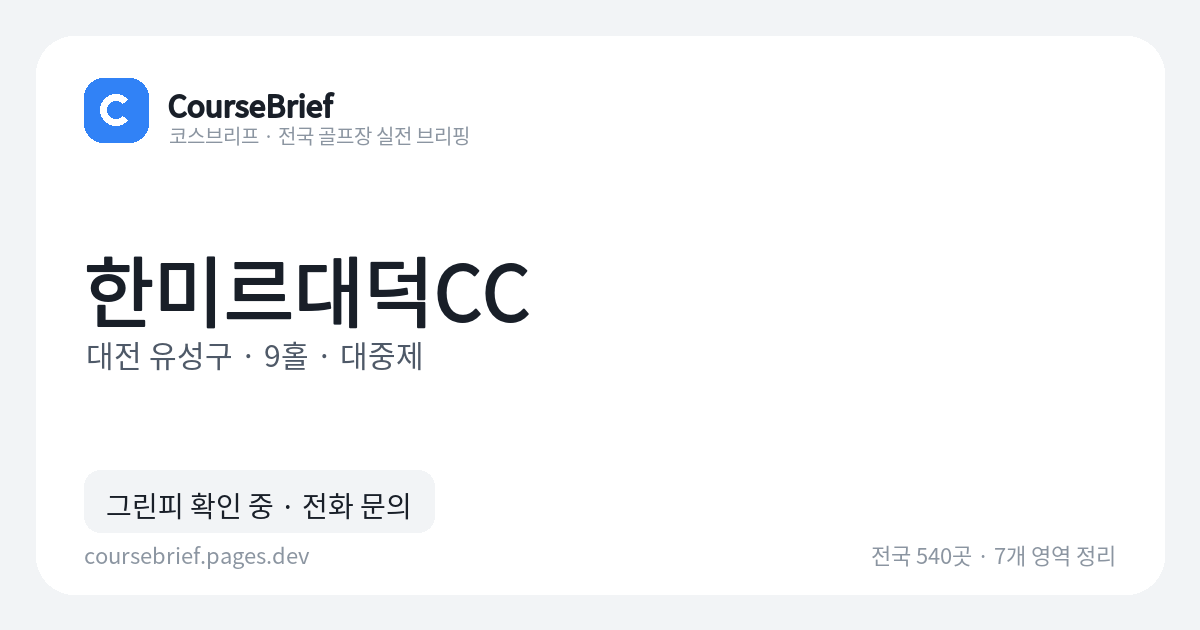 CourseBrief
코스브리프 · 전국 골프장 실전 브리핑
한미르대덕CC
대전 유성구 · 9홀 · 대중제
그린피 확인 중 · 전화 문의
coursebrief.pages.dev
전국 540곳 · 7개 영역 정리